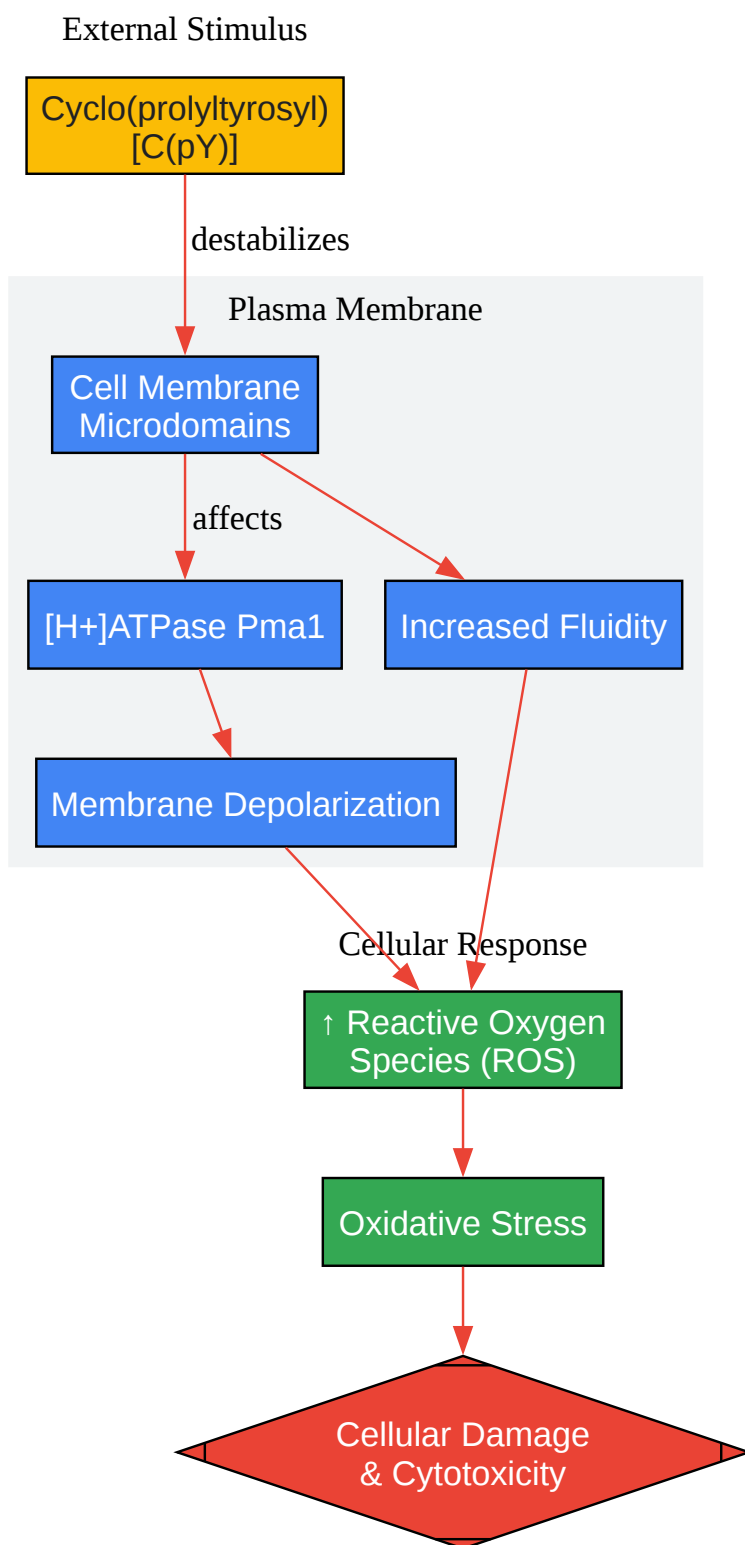 External Stimulus
Cyclo(prolyltyrosyl)
[C(pY)]
destabilizes
Plasma Membrane
Cell Membrane
Microdomains
affects
[H+]ATPase Pma1
Increased Fluidity
Membrane Depolarization
Cellular Response
↑ Reactive Oxygen
Species (ROS)
Oxidative Stress
Cellular Damage
& Cytotoxicity